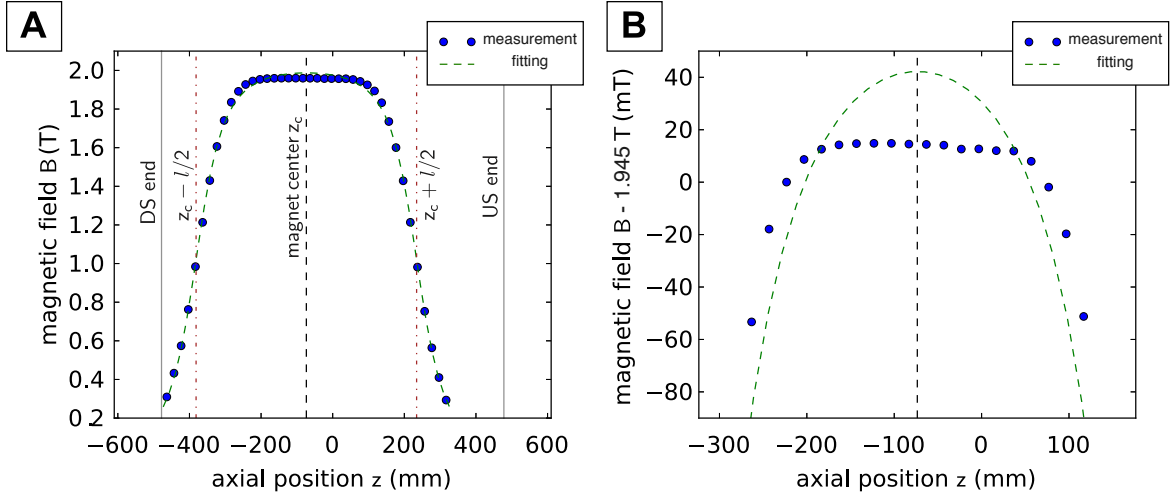 A
measurement
fitting
magnetic field B (T)
2.0
1.8
1.6
1.4
1.2
1.0
0.8
0.6
0.4
0.2
DS end
z_c − l/2
magnet center z_c
z_c + l/2
US end
−600 −400 −200 0 200 400 600
axial position z (mm)
B
measurement
fitting
magnetic field B - 1.945 T (mT)
40
20
0
−20
−40
−60
−80
−300 −200 −100 0 100
axial position z (mm)